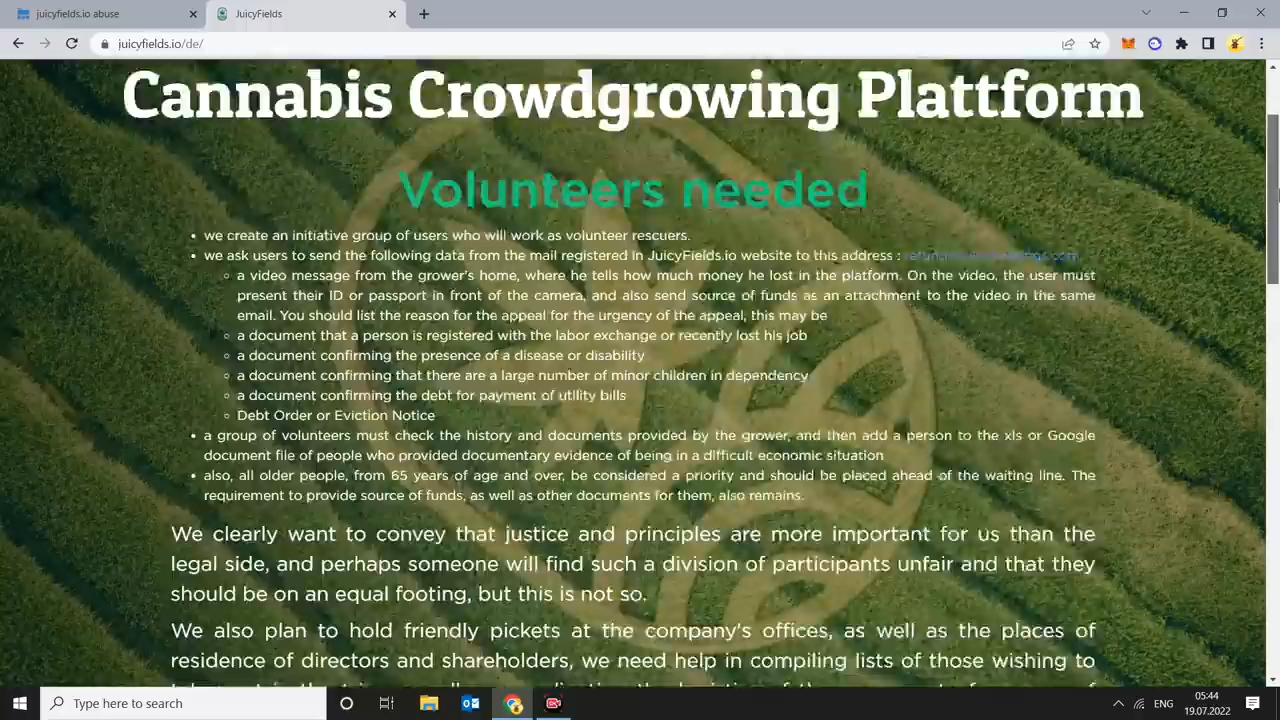 juicyfields.io abuse
JuicyFields
juicyfields.io/de/
Cannabis Crowdgrowing Plattform
Volunteers needed
we create an initiative group of users who will work as volunteer rescuers.
we ask users to send the following data from the mail registered in JuicyFields.io website to this address :
a video message from the grower's home, where he tells how much money he lost in the platform. On the video, the user must
present their ID or passport in front of the camera, and also send source of funds as an attachment to the video in the same
email. You should list the reason for the appeal for the urgency of the appeal, this may be
a document that a person is registered with the labor exchange or recently lost his job
a document confirming the presence of a disease or disability
a document confirming that there are a large number of minor children in dependency
a document confirming the debt for payment of utility bills
Debt Order or Eviction Notice
a group of volunteers must check the history and documents provided by the grower, and then add a person to the xls or Google
document file of people who provided documentary evidence of being in a difficult economic situation
also, all older people, from 65 years of age and over, be considered a priority and should be placed ahead of the waiting line. The
requirement to provide source of funds, as well as other documents for them, also remains.
We clearly want to convey that justice and principles are more important for us than the
legal side, and perhaps someone will find such a division of participants unfair and that they
should be on an equal footing, but this is not so.
We also plan to hold friendly pickets at the company's offices, as well as the places of
residence of directors and shareholders, we need help in compiling lists of those wishing to
Type here to search
ENG
05:44
19.07.2022